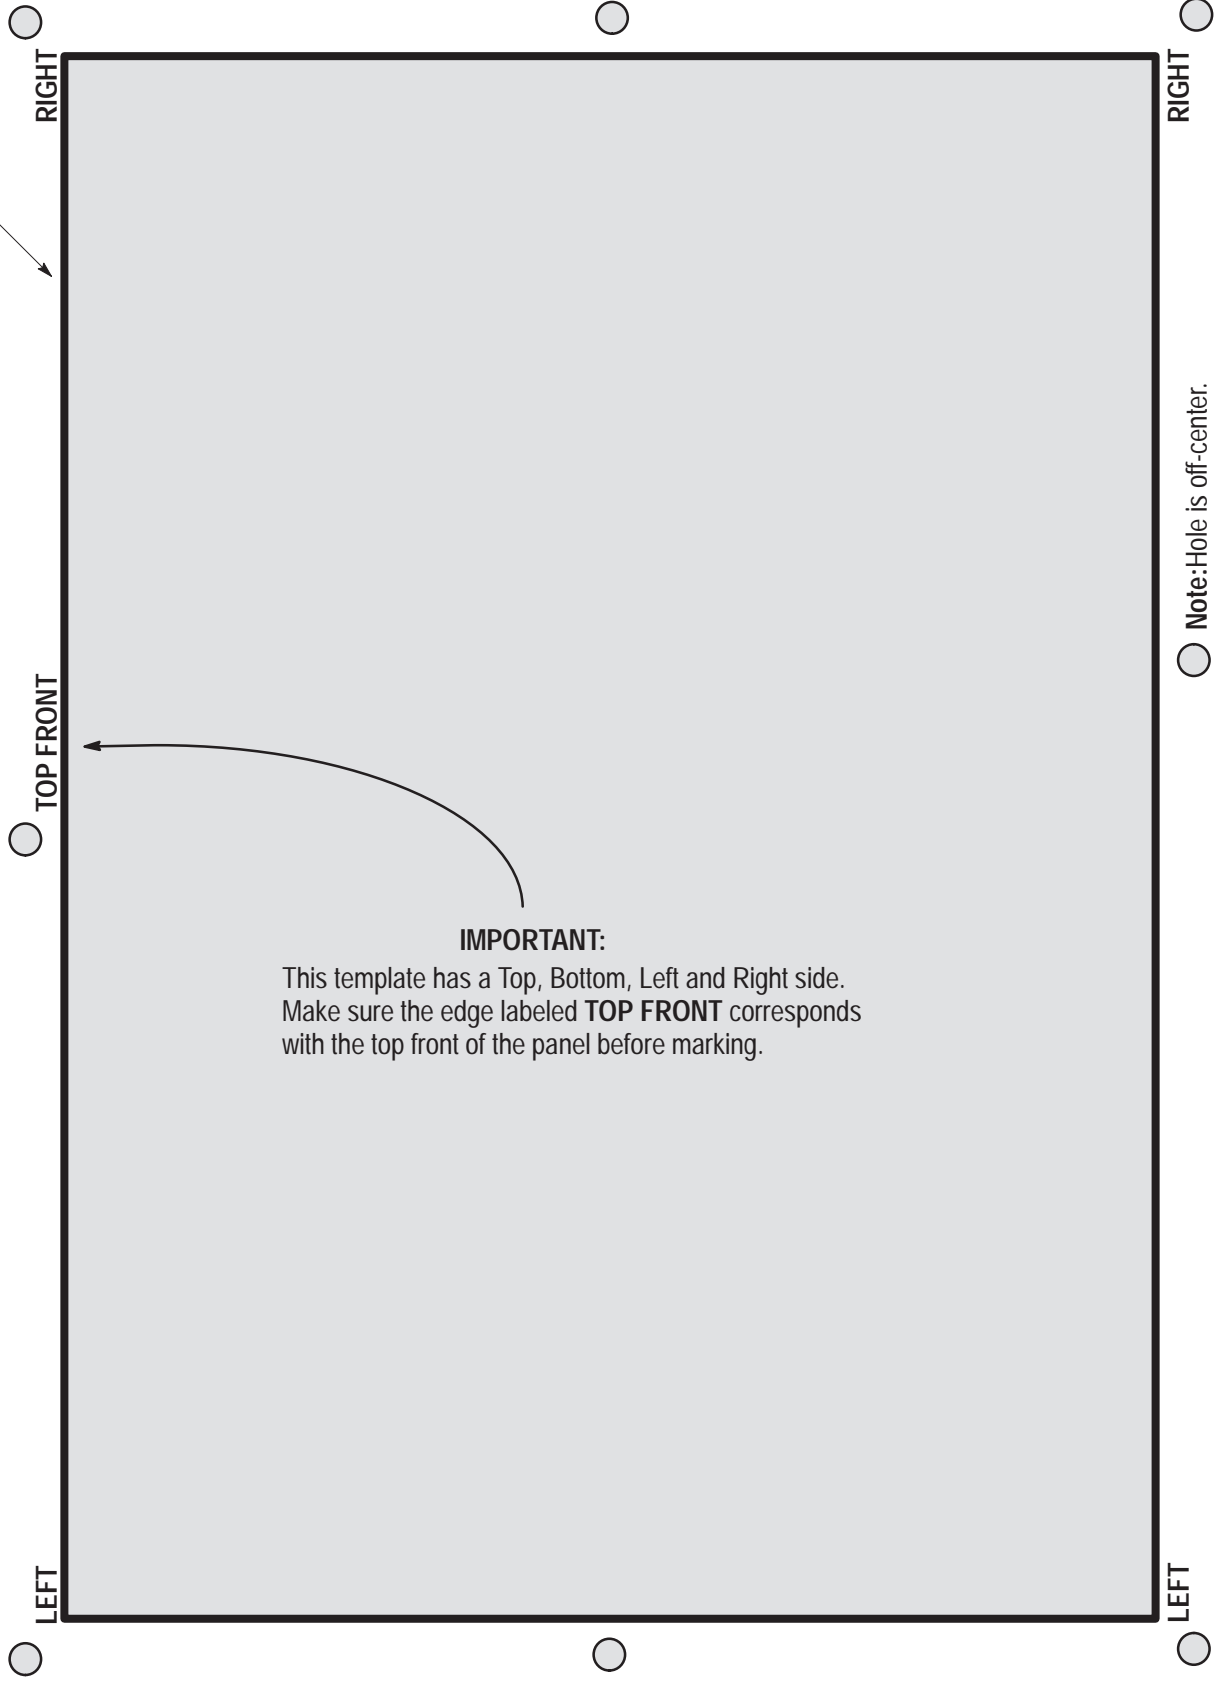 RIGHT
RIGHT
Note:Hole is off-center.
TOP FRONT
IMPORTANT:
This template has a Top, Bottom, Left and Right side.
Make sure the edge labeled TOP FRONT corresponds
with the top front of the panel before marking.
LEFT
LEFT